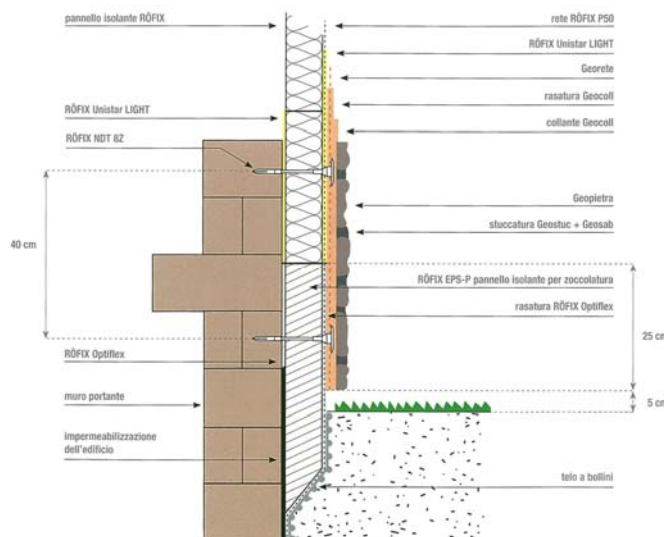 pannello isolante RÖFIX
rete RÖFIX P50
RÖFIX Unistar LIGHT
Georete
rasatura Geocoll
RÖFIX Unistar LIGHT
collante Geocoll
RÖFIX NDT 8Z
Geopietra
stuccatura Geostuc + Geosab
40 cm
RÖFIX EPS-P pannello isolante per zoccolatura
rasatura RÖFIX Optiflex
25 cm
RÖFIX Optiflex
muro portante
5 cm
impermeabilizzazione
dell'edificio
telo a bollini